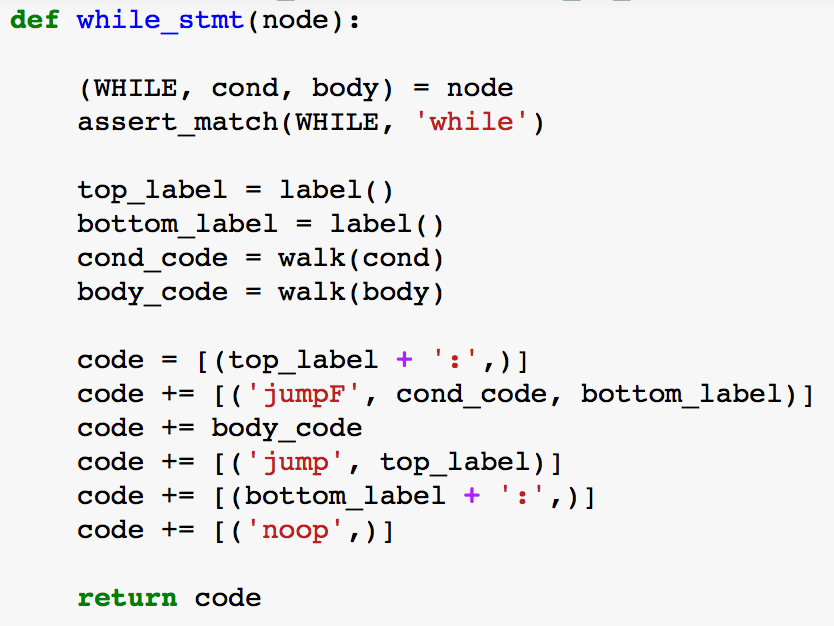 def while_stmt(node):
(WHILE, cond, body) = node
assert_match(WHILE, 'while')
top_label = label()
bottom_label = label()
cond_code = walk(cond)
body_code = walk(body)
code = [(top_label + ':',)]
code += [('jumpF', cond_code, bottom_label)]
code += body_code
code += [('jump', top_label)]
code += [(bottom_label + ':',)]
code += [('noop',)]
return code